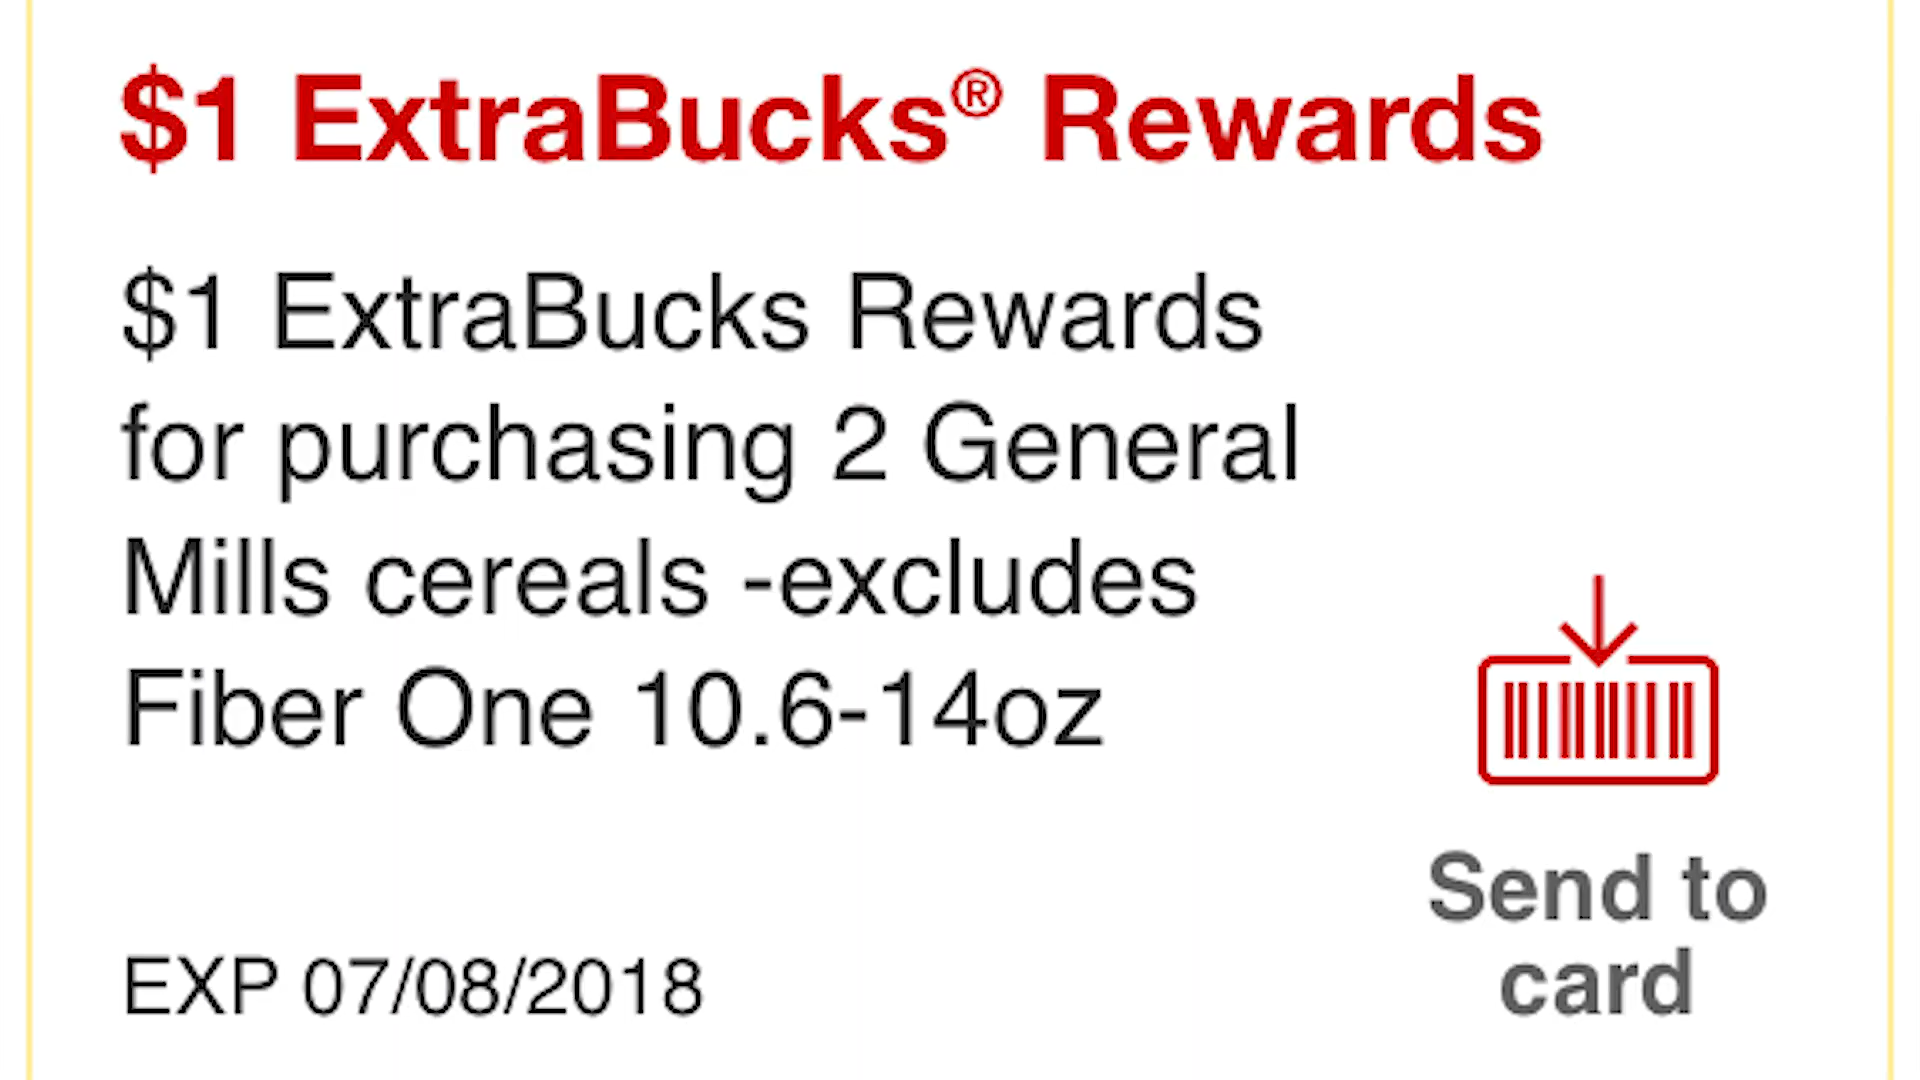 $1 ExtraBucks® Rewards
$1 ExtraBucks Rewards
for purchasing 2 General
Mills cereals -excludes
Fiber One 10.6-14oz
EXP 07/08/2018
Send to
card